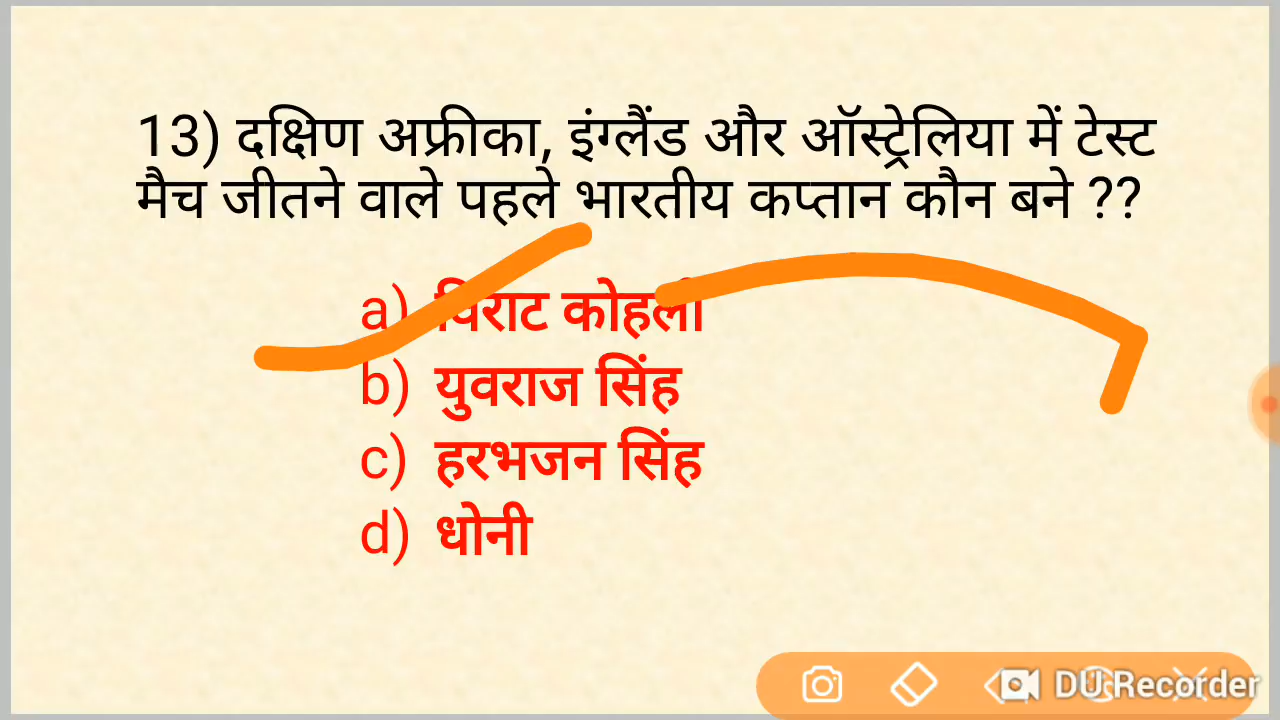 13) दक्षिण अफ्रीका, इंग्लैंड और ऑस्ट्रेलिया में टेस्ट
मैच जीतने वाले पहले भारतीय कप्तान कौन बने ??
a) विराट कोहली
b) युवराज सिंह
c) हरभजन सिंह
d) धोनी
DU Recorder